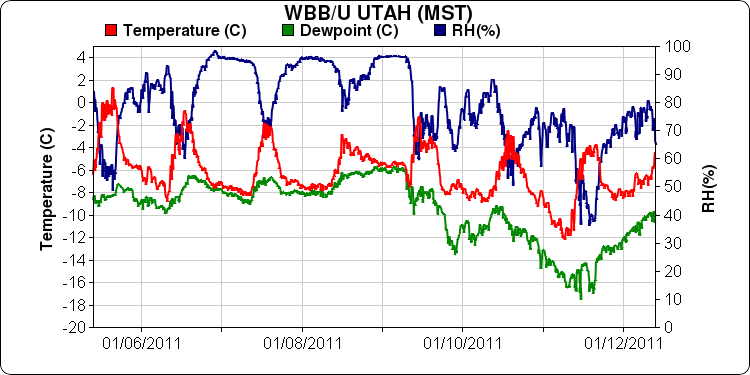 WBB/U UTAH (MST)
Temperature (C) Dewpoint (C) RH(%)
4 100
2 90
0 80
-2 70
-4 60
-6 50
-8 40
-10 30
-12 20
-14 10
-16 0
-18
-20
Temperature (C)
RH(%)
01/06/2011 01/08/2011 01/10/2011 01/12/2011